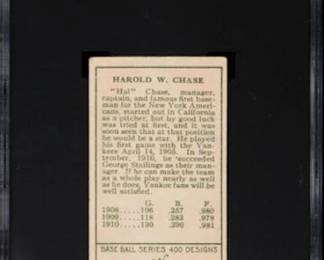 HAROLD W. CHASE
"Hal" Chase, manager,
captain, and famous first base-
man for the New York Ameri-
cans, started out in California
as a pitcher, but by good luck
was tried at first, and it was
soon seen that at that position
he would be a star. He played
his first game with the Yan-
kees April 14, 1905. In Sep-
tember, 1910, he succeeded
George Stallings as manager.
If he can make the team
as a whole play nearly as well
as he does, Yankee fans will be
well satisfied.
G. B. F.
1908.....106 .257 .980
1909.....118 .283 .978
1910.....130 .290 .981
BASE BALL SERIES 400 DESIGNS